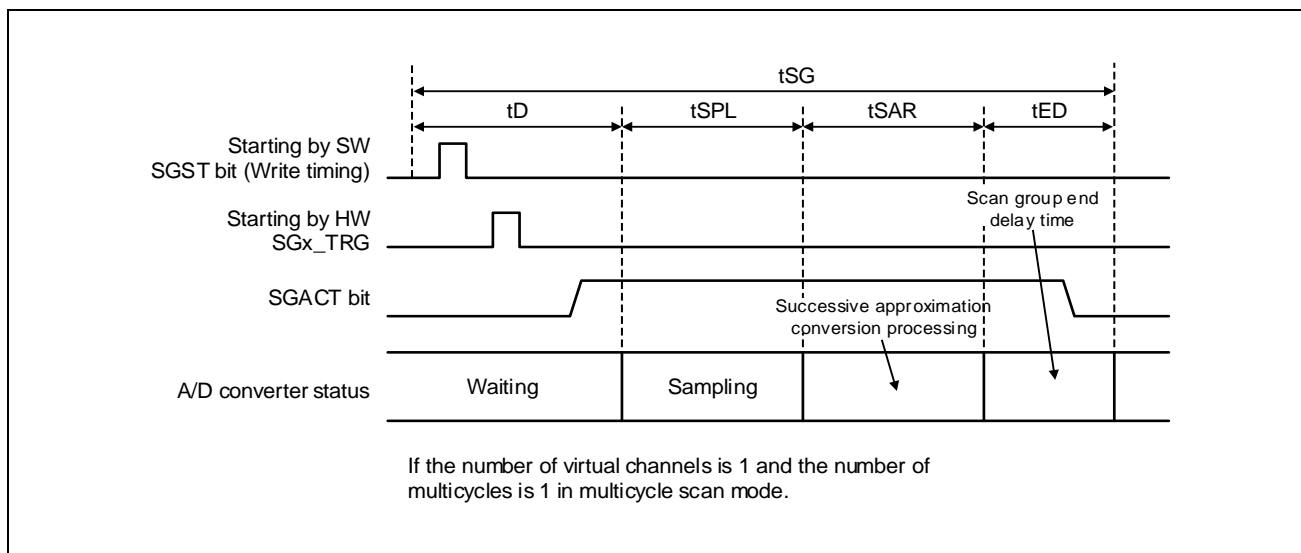 tSG
tD
tSPL
tSAR
tED
Starting by SW
SGST bit (Write timing)
Scan group end
delay time
Starting by HW
SGx_TRG
SGACT bit
Successive approximation
conversion processing
A/D converter status
Waiting
Sampling
If the number of virtual channels is 1 and the number of
multicycles is 1 in multicycle scan mode.